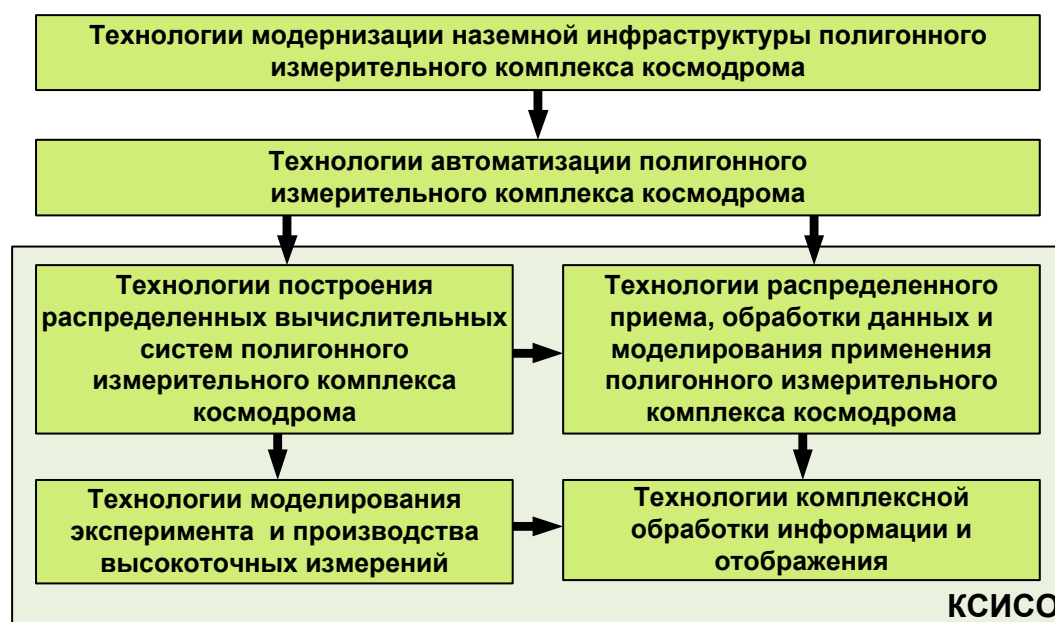 Технологии модернизации наземной инфраструктуры полигонного
измерительного комплекса космодрома
Технологии автоматизации полигонного
измерительного комплекса космодрома
Технологии построения
распределенных вычислительных
систем полигонного
измерительного комплекса
космодрома
Технологии распределенного
приема, обработки данных и
моделирования применения
полигонного измерительного
комплекса космодрома
Технологии моделирования
эксперимента и производства
высокоточных измерений
Технологии комплексной
обработки информации и
отображения
КСИСО